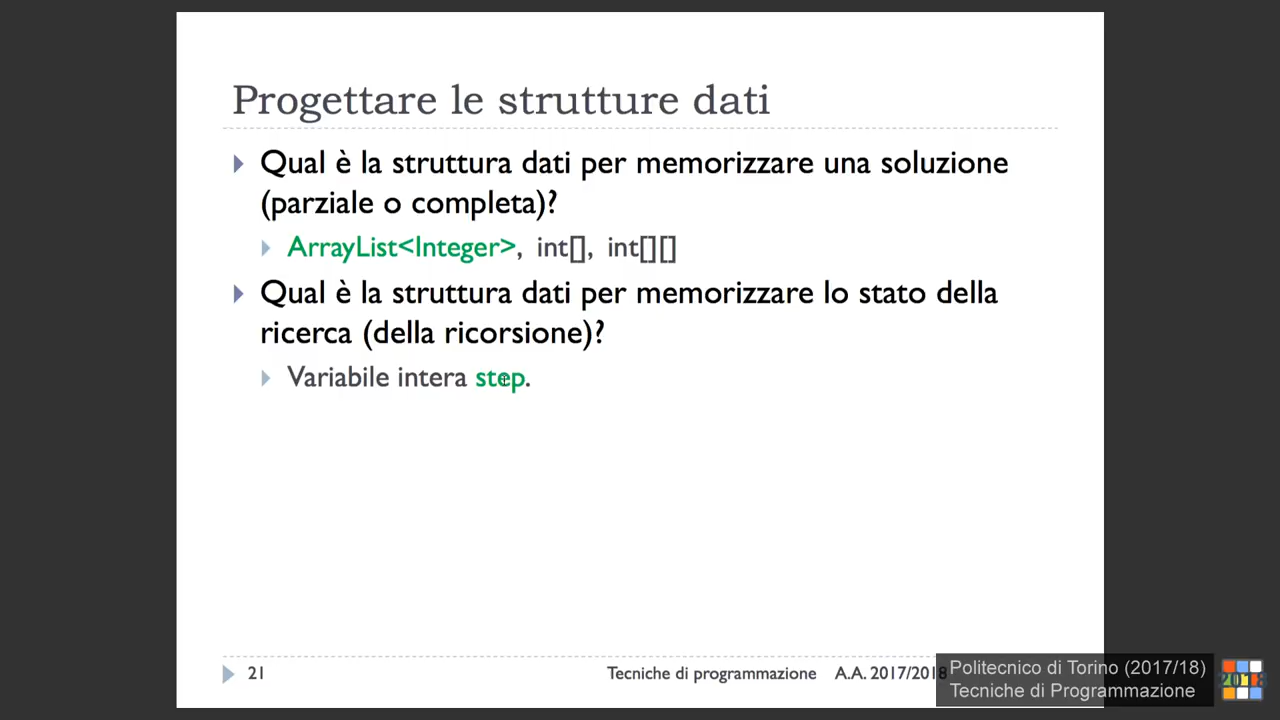 Progettare le strutture dati
Qual è la struttura dati per memorizzare una soluzione
(parziale o completa)?
ArrayList<Integer>, int[], int[][]
Qual è la struttura dati per memorizzare lo stato della
ricerca (della ricorsione)?
Variabile intera step.
21
Tecniche di programmazione A.A. 2017/2018
Politecnico di Torino (2017/18)
Tecniche di Programmazione
2018